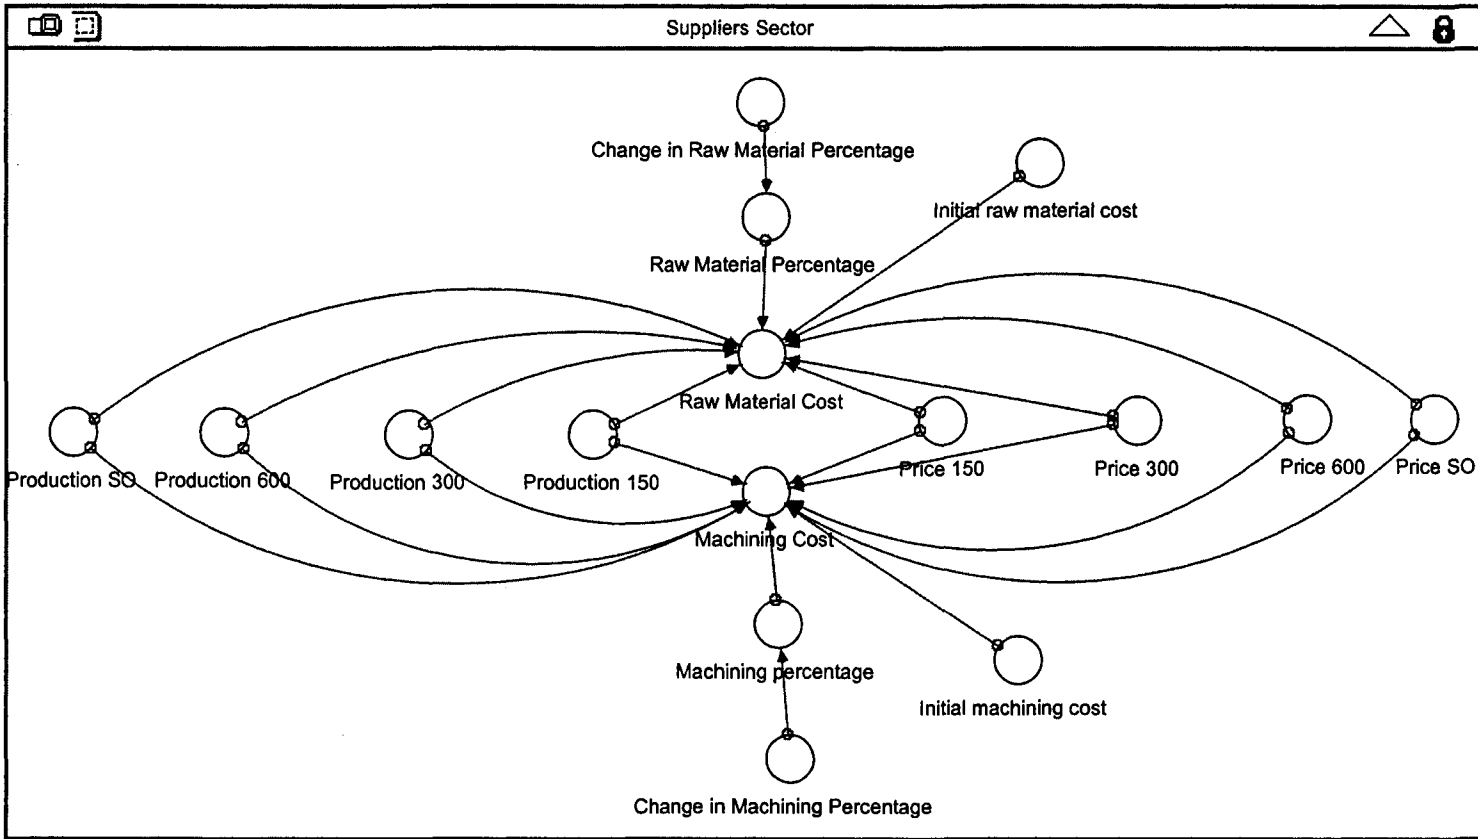 Suppliers Sector
Change in Raw Material Percentage
Initial raw material cost
Raw Material Percentage
Raw Material Cost
Production SO
Production 600
Production 300
Production 150
Price 150
Price 300
Price 600
Price SO
Machining Cost
Machining percentage
Initial machining cost
Change in Machining Percentage